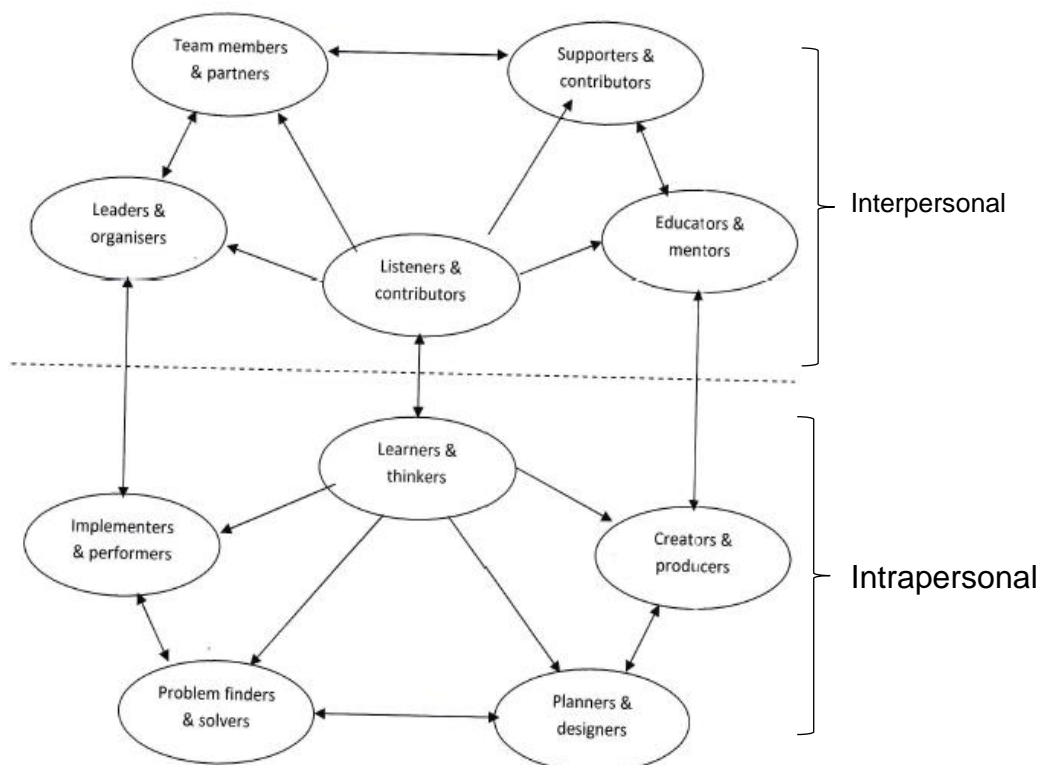 Team members
& partners
Supporters &
contributors
Leaders &
organisers
Educators &
mentors
Listeners &
contributors
Interpersonal
Learners &
thinkers
Implementers
& performers
Creators &
producers
Intrapersonal
Problem finders
& solvers
Planners &
designers